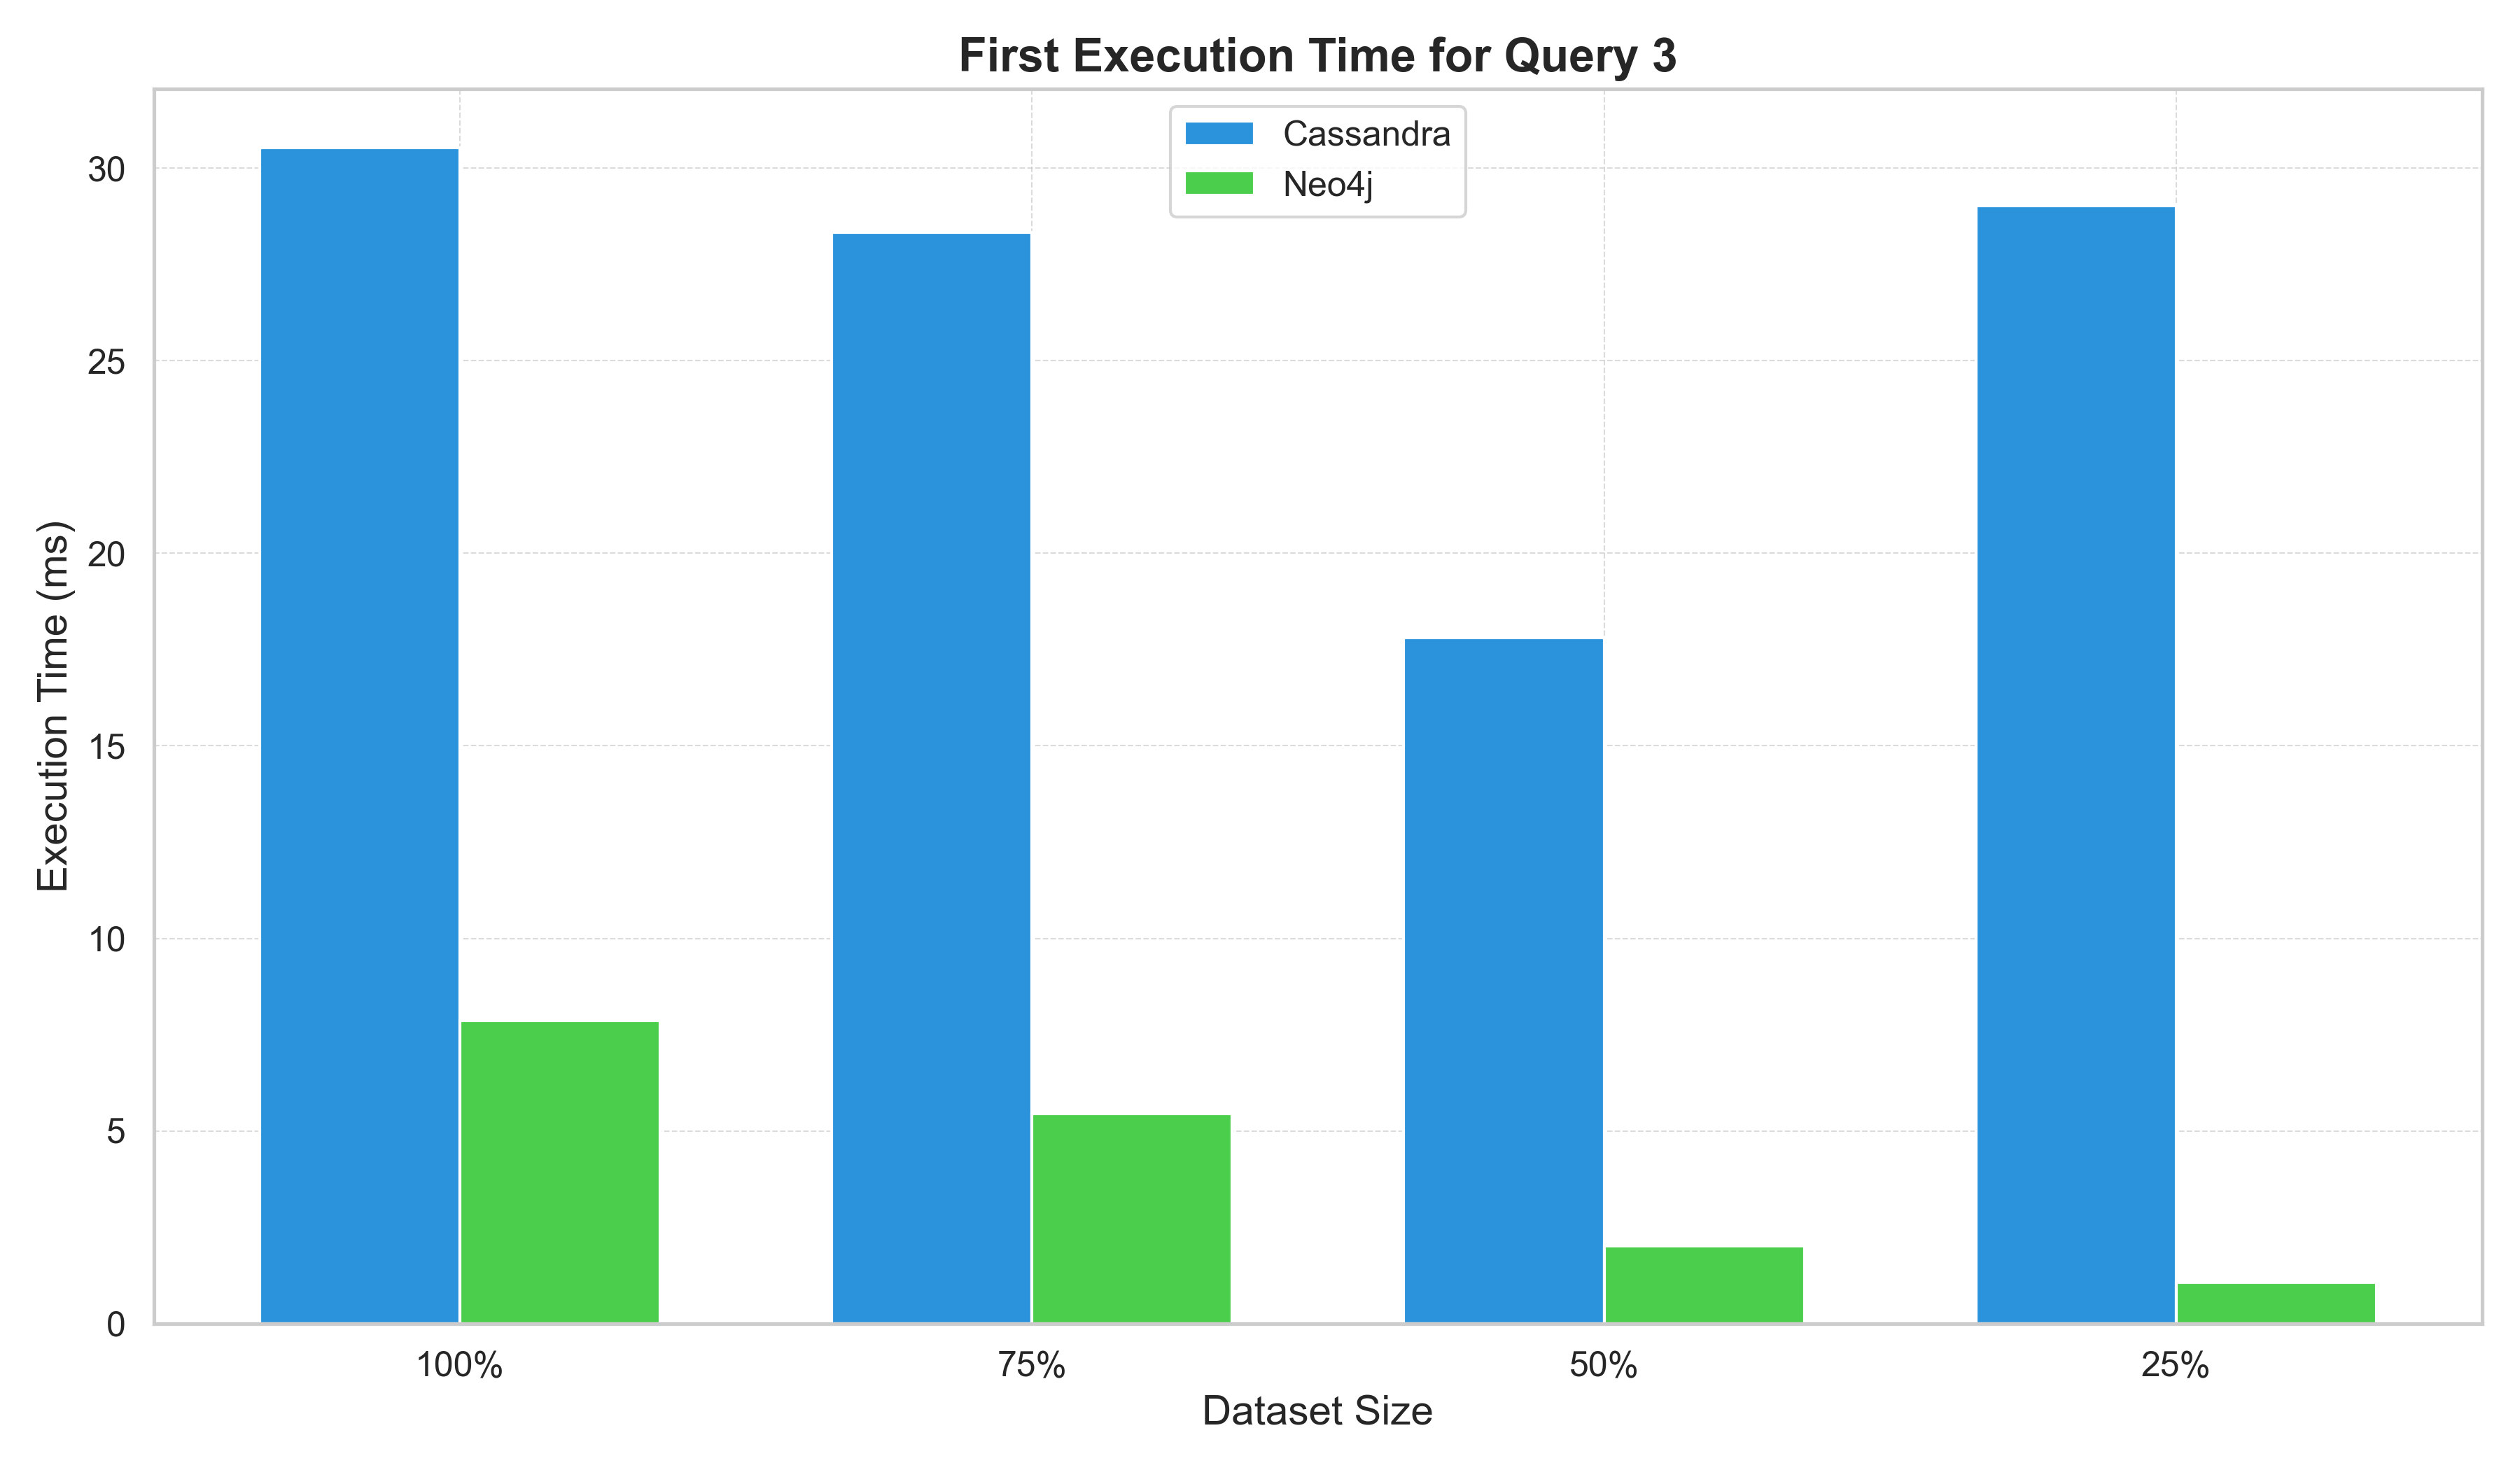 First Execution Time for Query 3
Cassandra
Neo4j
Execution Time (ms)
30
25
20
15
10
5
0
100%
75%
50%
25%
Dataset Size